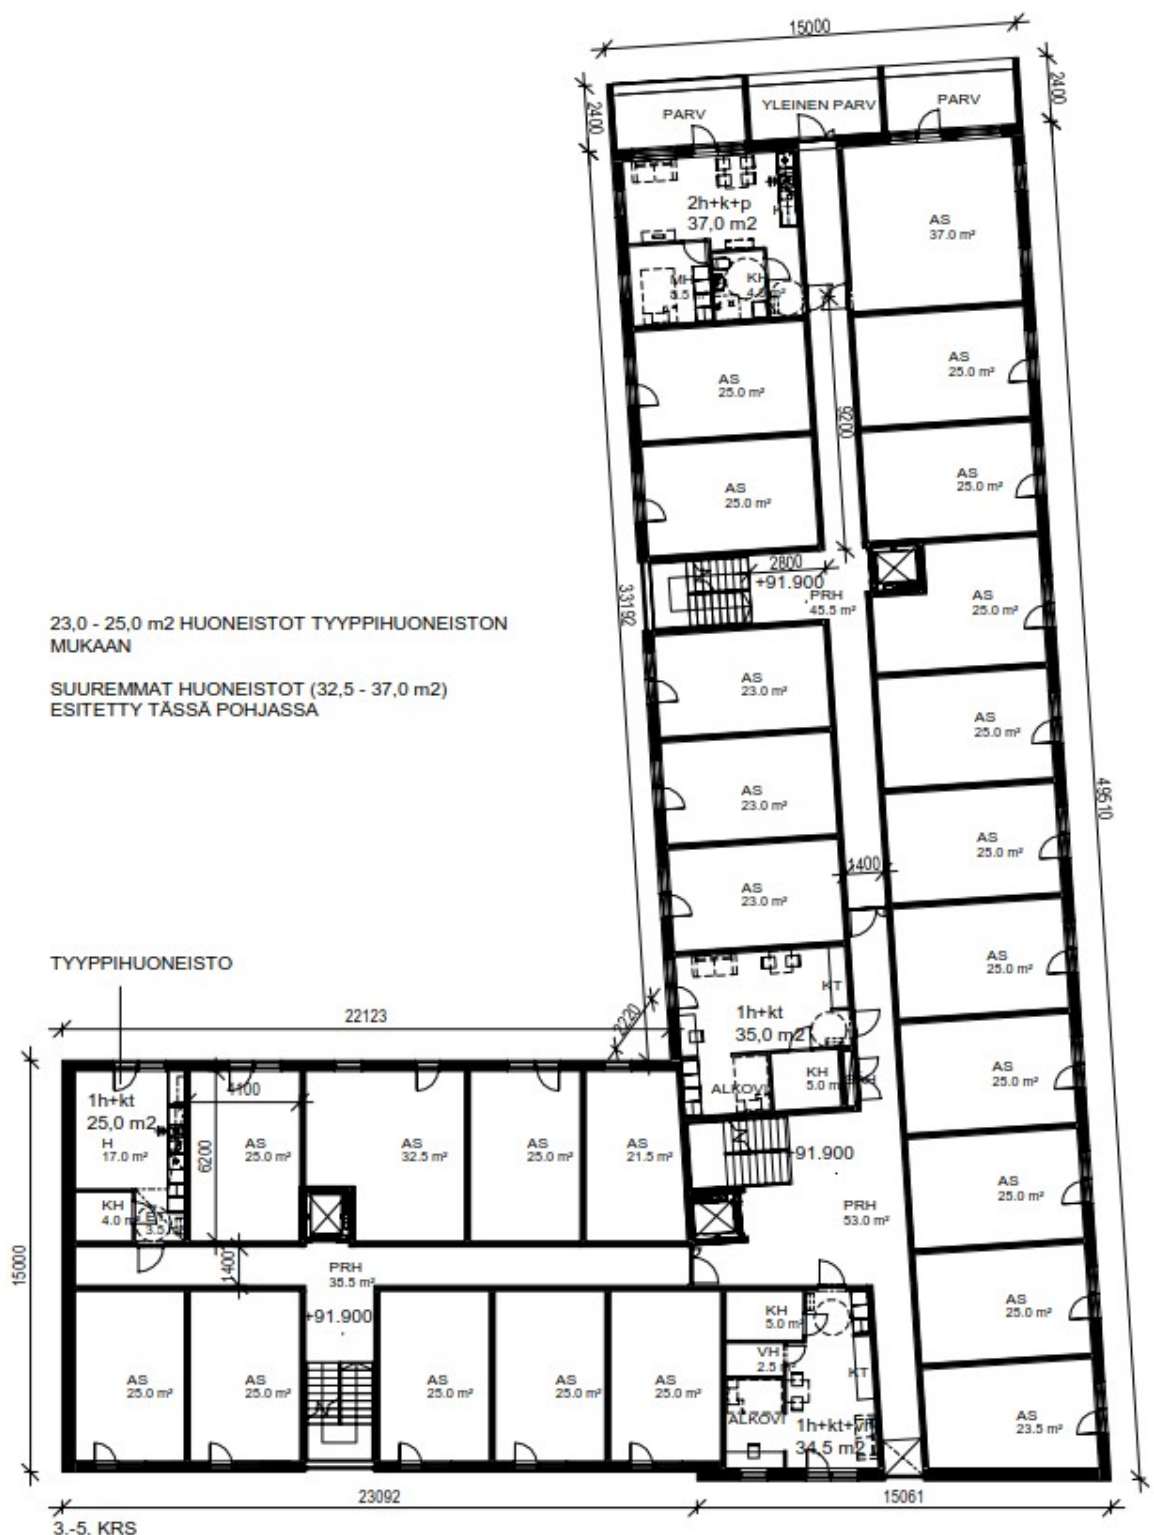 15000
2400
2400
PARV
YLEINEN PARV
PARV
2h+k+p
37,0 m2
AS
37.0 m²
MH
KH
AS
25.0 m²
AS
25.0 m²
9200
AS
25.0 m²
AS
25.0 m²
2800
+91.900
PRH
45.5 m²
AS
25.0 m²
33192
23,0 - 25,0 m2 HUONEISTOT TYYPPIHUONEISTON
MUKAAN
SUUREMMAT HUONEISTOT (32,5 - 37,0 m2)
ESITETTY TÄSSÄ POHJASSA
AS
23.0 m²
AS
25.0 m²
AS
23.0 m²
49510
AS
25.0 m²
1400
AS
23.0 m²
AS
25.0 m²
TYYPPIHUONEISTO
KT
1h+kt
35,0 m2
22123
2220
AS
25.0 m²
KH
5.0 m²
ALKOVI
1h+kt
25,0 m2
H
17.0 m²
4100
6200
AS
25.0 m²
AS
32.5 m²
AS
25.0 m²
AS
21.5 m²
+91.900
AS
25.0 m²
KH
4.0 m²
PRH
53.0 m²
15000
1400
PRH
38.5 m²
+91.900
KH
5.0 m²
AS
25.0 m²
VH
2.5
KT
AS
25.0 m²
AS
25.0 m²
AS
25.0 m²
AS
25.0 m²
AS
25.0 m²
ALKOVI
1h+kt+vh
34,5 m2
AS
23.5 m²
23092
15061
3.-5. KRS